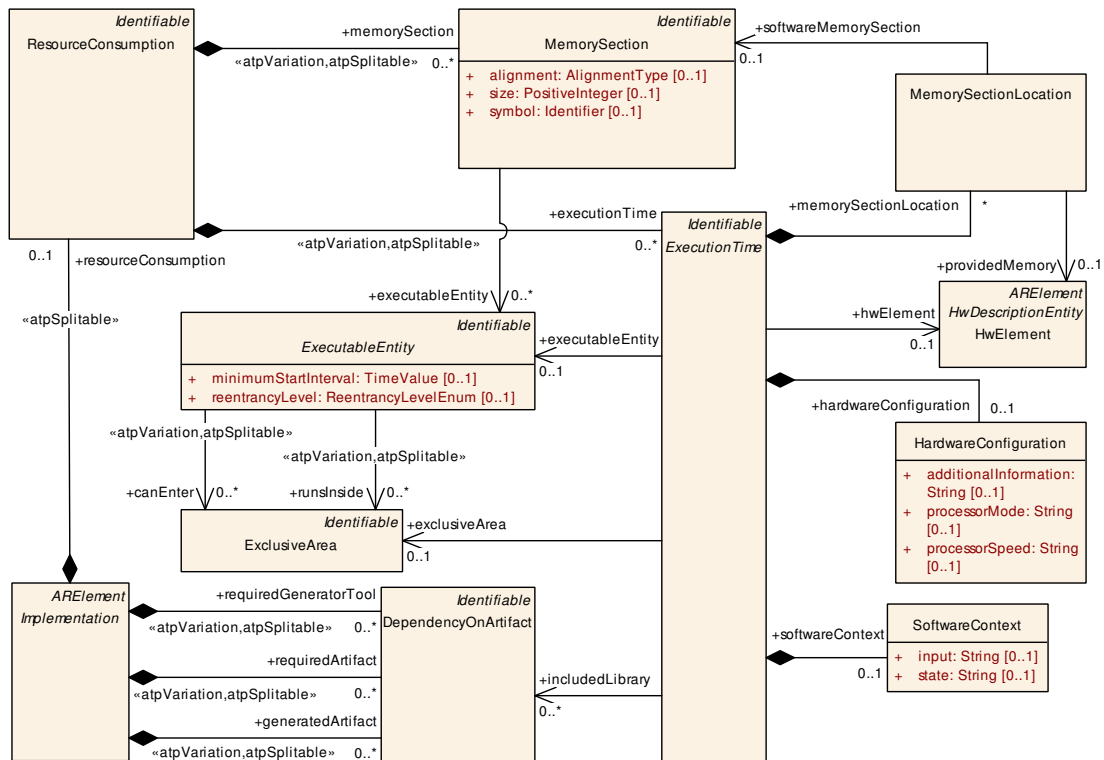 Identifiable
ResourceConsumption
+memorySection
«atpVariation,atpSplitable»
0..*
Identifiable
MemorySection
+ alignment: AlignmentType [0..1]
+ size: PositiveInteger [0..1]
+ symbol: Identifier [0..1]
+softwareMemorySection
0..1
MemorySectionLocation
+executionTime
«atpVariation,atpSplitable»
0..*
+memorySectionLocation
*
0..1
+resourceConsumption
Identifiable
ExecutionTime
+providedMemory
0..1
+executableEntity
0..*
ARElement
HwDescriptionEntity
HwElement
+hwElement
0..1
«atpSplitable»
Identifiable
ExecutableEntity
+ minimumStartInterval: TimeValue [0..1]
+ reentrancyLevel: ReentrancyLevelEnum [0..1]
+executableEntity
0..1
+hardwareConfiguration
0..1
«atpVariation,atpSplitable»
«atpVariation,atpSplitable»
HardwareConfiguration
+ additionalInformation:
String [0..1]
+ processorMode: String
[0..1]
+ processorSpeed: String
[0..1]
+canEnter
0..*
+runsInside
0..*
Identifiable
ExclusiveArea
+exclusiveArea
0..1
ARElement
Implementation
+requiredGeneratorTool
«atpVariation,atpSplitable»
0..*
Identifiable
DependencyOnArtifact
+softwareContext
0..1
SoftwareContext
+ input: String [0..1]
+ state: String [0..1]
+requiredArtifact
«atpVariation,atpSplitable»
0..*
+includedLibrary
0..*
+generatedArtifact
«atpVariation,atpSplitable»
0..*